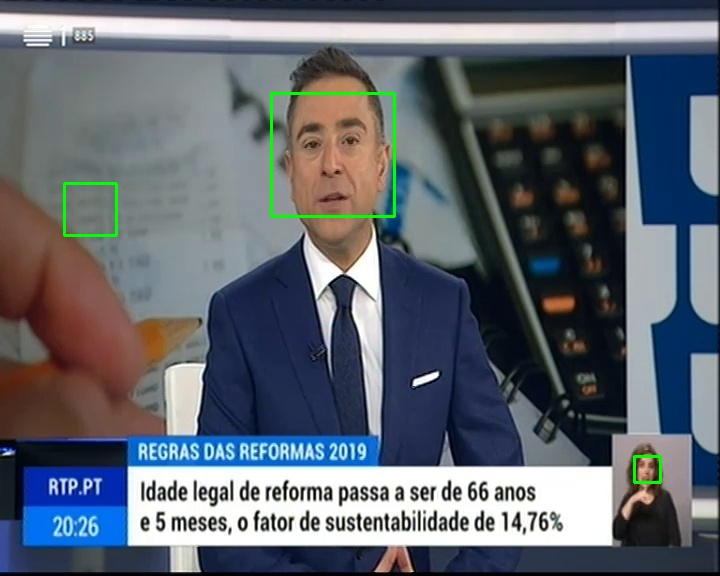 885
REGRAS DAS REFORMAS 2019
RTP.PT
Idade legal de reforma passa a ser de 66 anos
20:26
e 5 meses, o fator de sustentabilidade de 14,76%